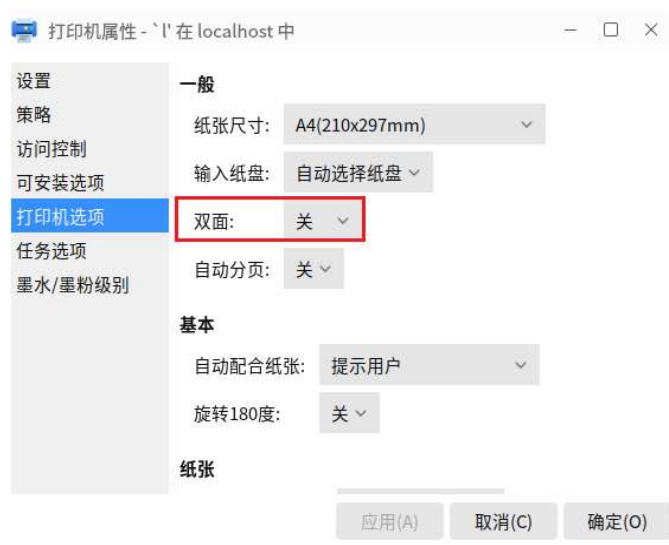 打印机属性 - `l' 在 localhost 中
设置
策略
访问控制
可安装选项
打印机选项
任务选项
墨水/墨粉级别
一般
纸张尺寸: A4(210x297mm)
输入纸盘: 自动选择纸盘
双面: 关
自动分页: 关
基本
自动配合纸张: 提示用户
旋转180度: 关
纸张
应用(A) 取消(C) 确定(O)